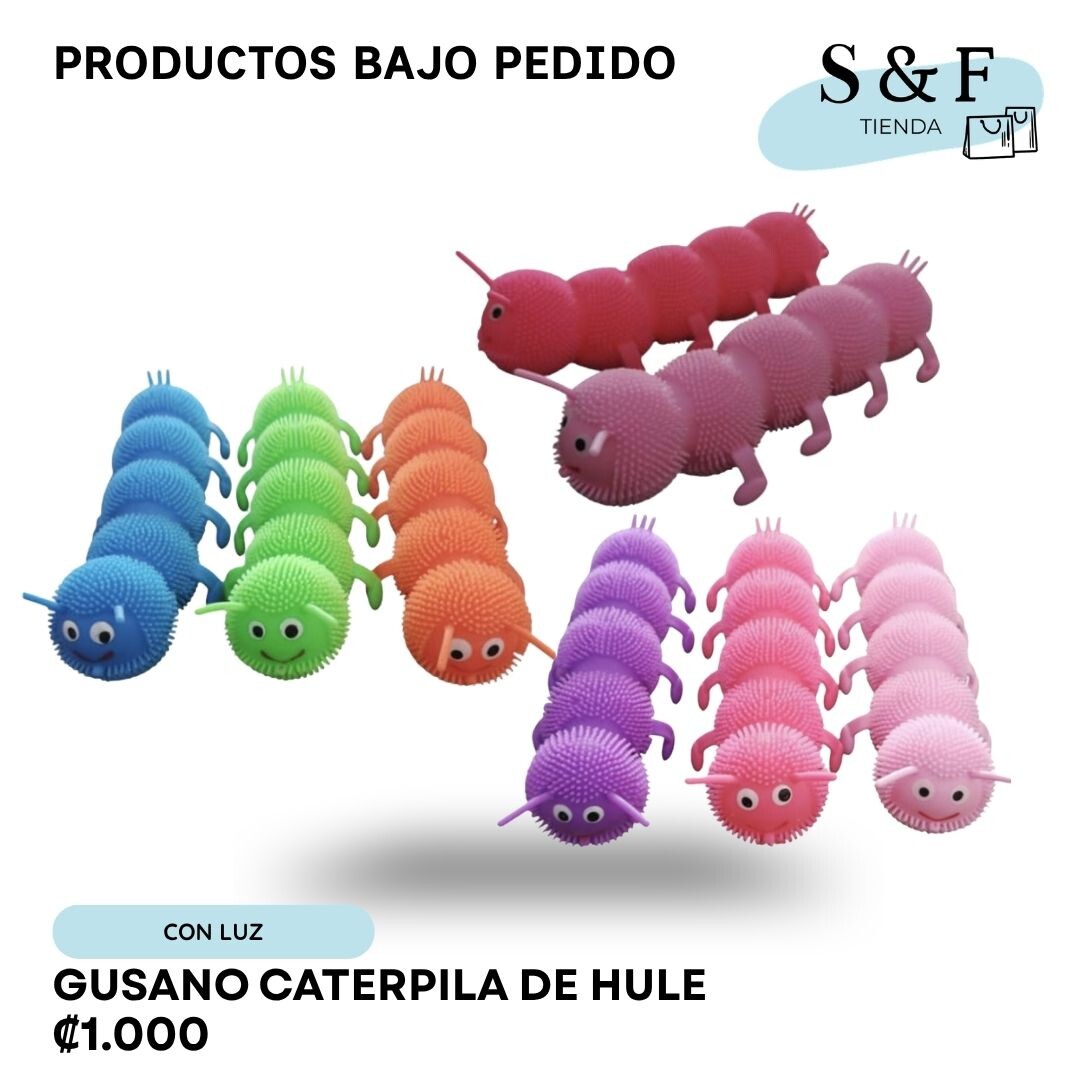 PRODUCTOS BAJO PEDIDO
S & F
TIENDA
CON LUZ
GUSANO CATERPILA DE HULE
₡1.000